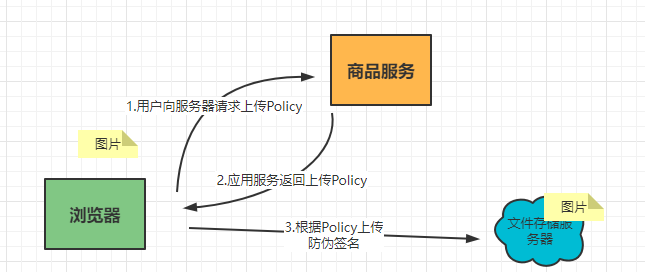 商品服务
1.用户向服务器请求上传Policy
图片
2.应用服务返回上传Policy
浏览器
图片
3.根据Policy上传
防伪签名
文件存储服
务器